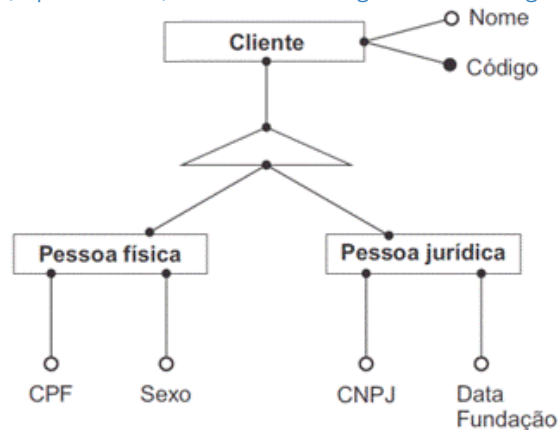 Nome
Cliente
Código
Pessoa física
Pessoa jurídica
CPF
Sexo
CNPJ
Data
Fundação